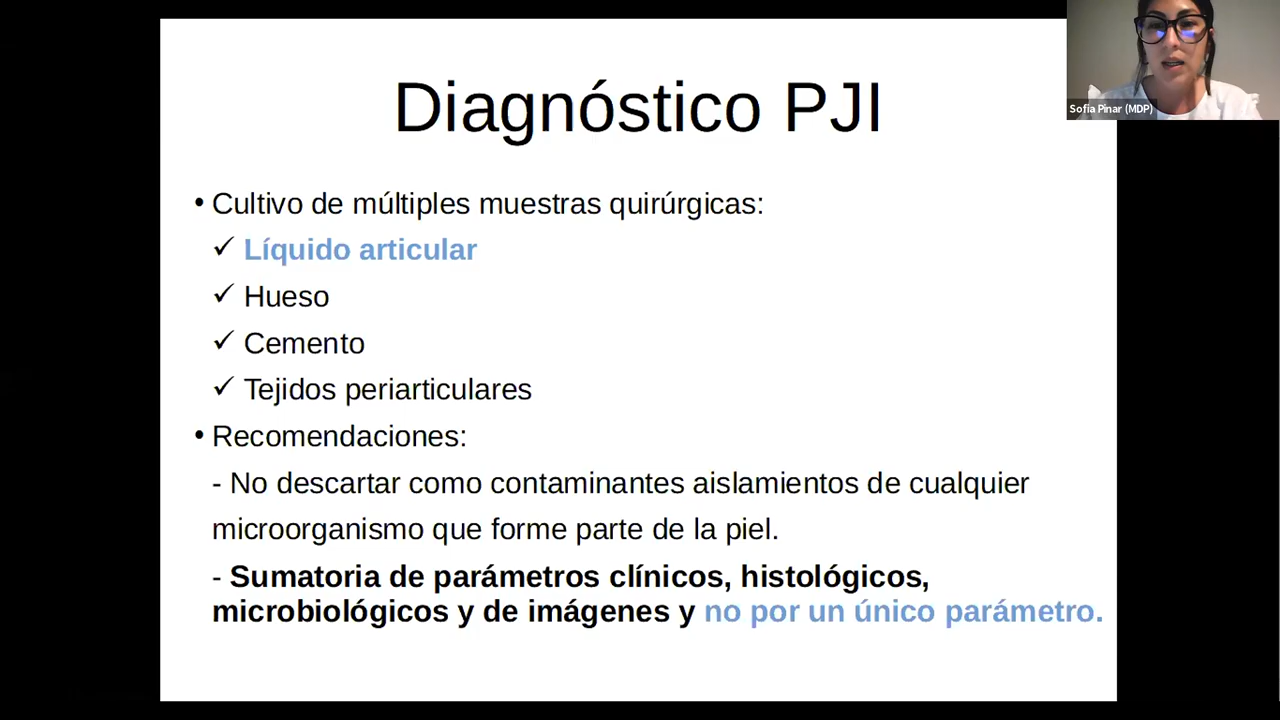 Diagnóstico PJI
Sofía Pinar (MDP)
• Cultivo de múltiples muestras quirúrgicas:
✓ Líquido articular
✓ Hueso
✓ Cemento
✓ Tejidos periarticulares
• Recomendaciones:
- No descartar como contaminantes aislamientos de cualquier
microorganismo que forme parte de la piel.
- Sumatoria de parámetros clínicos, histológicos,
microbiológicos y de imágenes y no por un único parámetro.